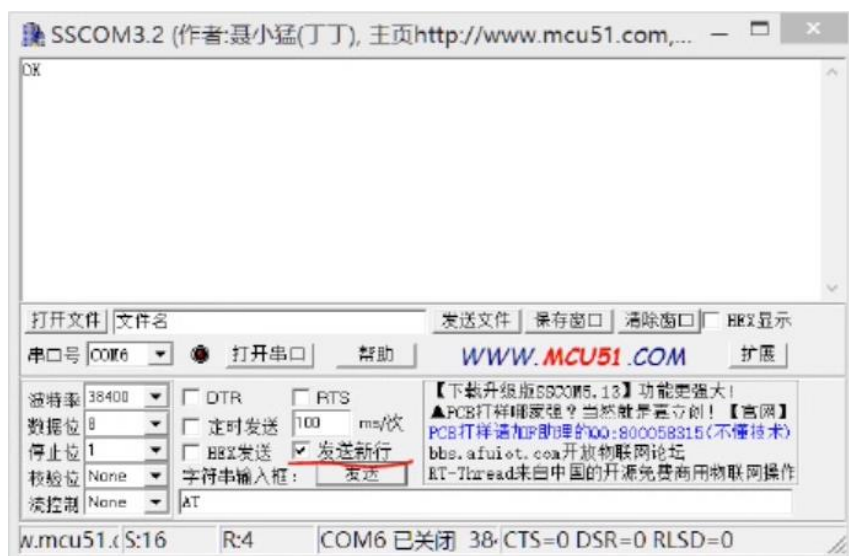 SSCOM3.2 (作者:聂小猛(丁丁), 主页http://www.mcu51.com,...
OK
打开文件 文件名 发送文件 保存窗口 清除窗口 HEX显示
串口号 COM6 打开串口 帮助 WWW.MCU51.COM 扩展
波特率 38400 DTR RTS
数据位 8 定时发送 100 ms/次
停止位 1 HEX发送 发送新行
校验位 None 字符串输入框: 发送
流控制 None AT
【下载升级版SSCOM5.13】功能更强大!
▲PCB打样哪家强?当然就是嘉立创!【官网】
PCB打样请加F助理的QQ:800058315(不懂技术)
bbs.afuiot.com开放物联网论坛
RT-Thread来自中国的开源免费商用物联网操作
w.mcu51.c S:16 R:4 COM6 已关闭 38 CTS=0 DSR=0 RLSD=0